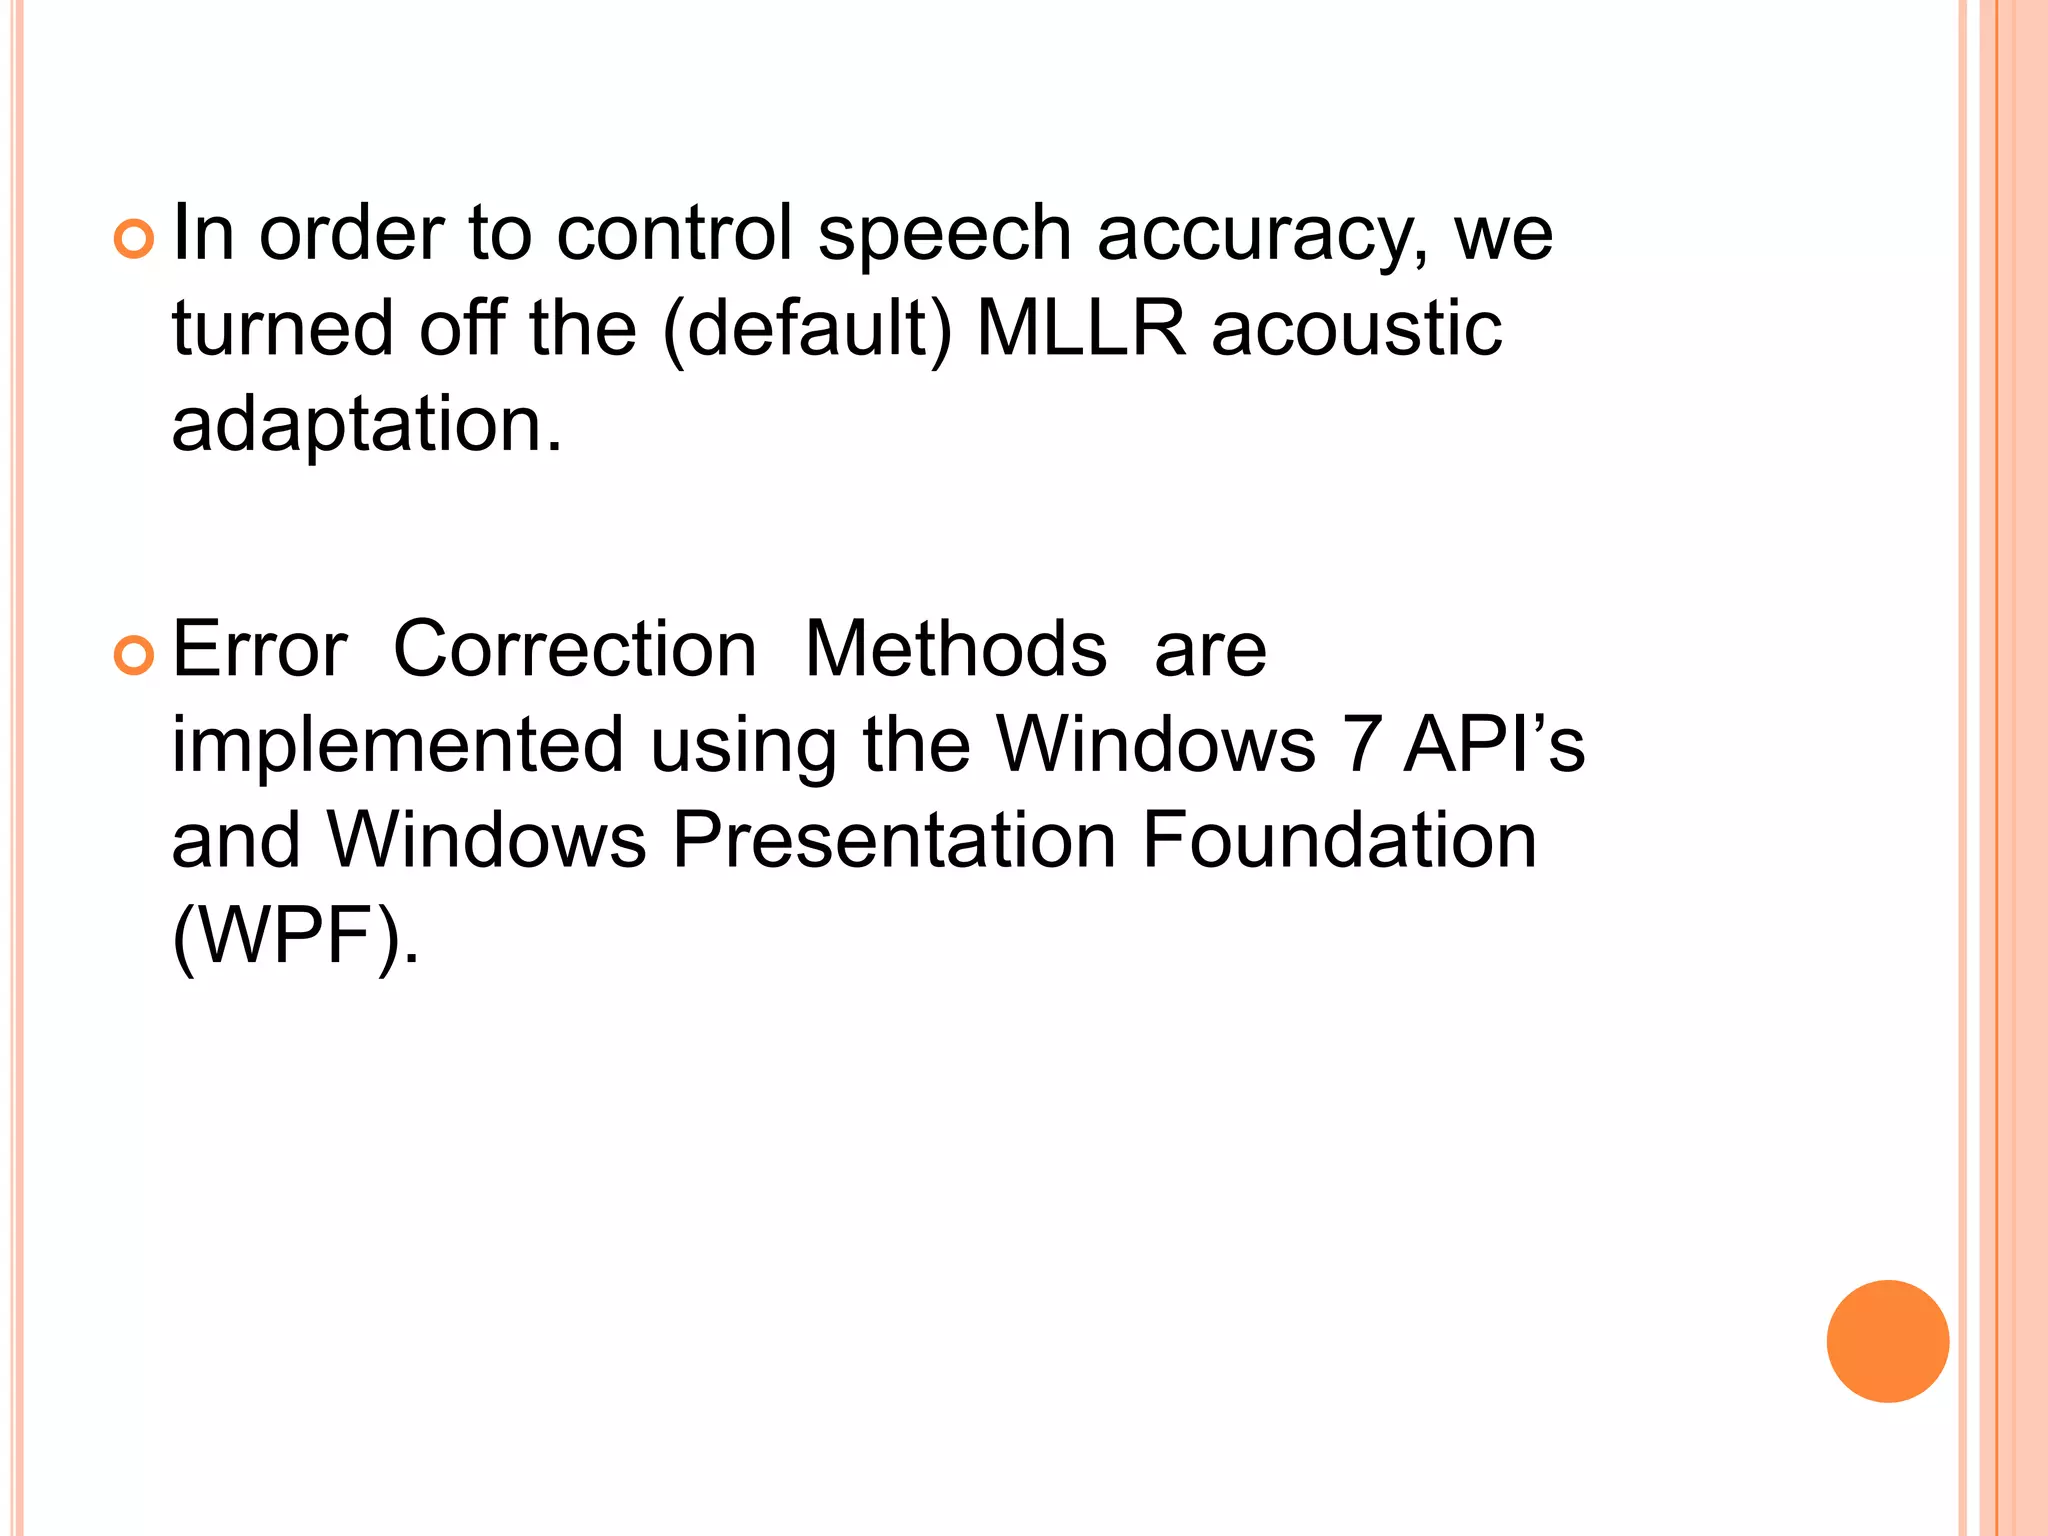 In order to control speech accuracy, we
turned off the (default) MLLR acoustic
adaptation.
Error Correction Methods are
implemented using the Windows 7 API’s
and Windows Presentation Foundation
(WPF).